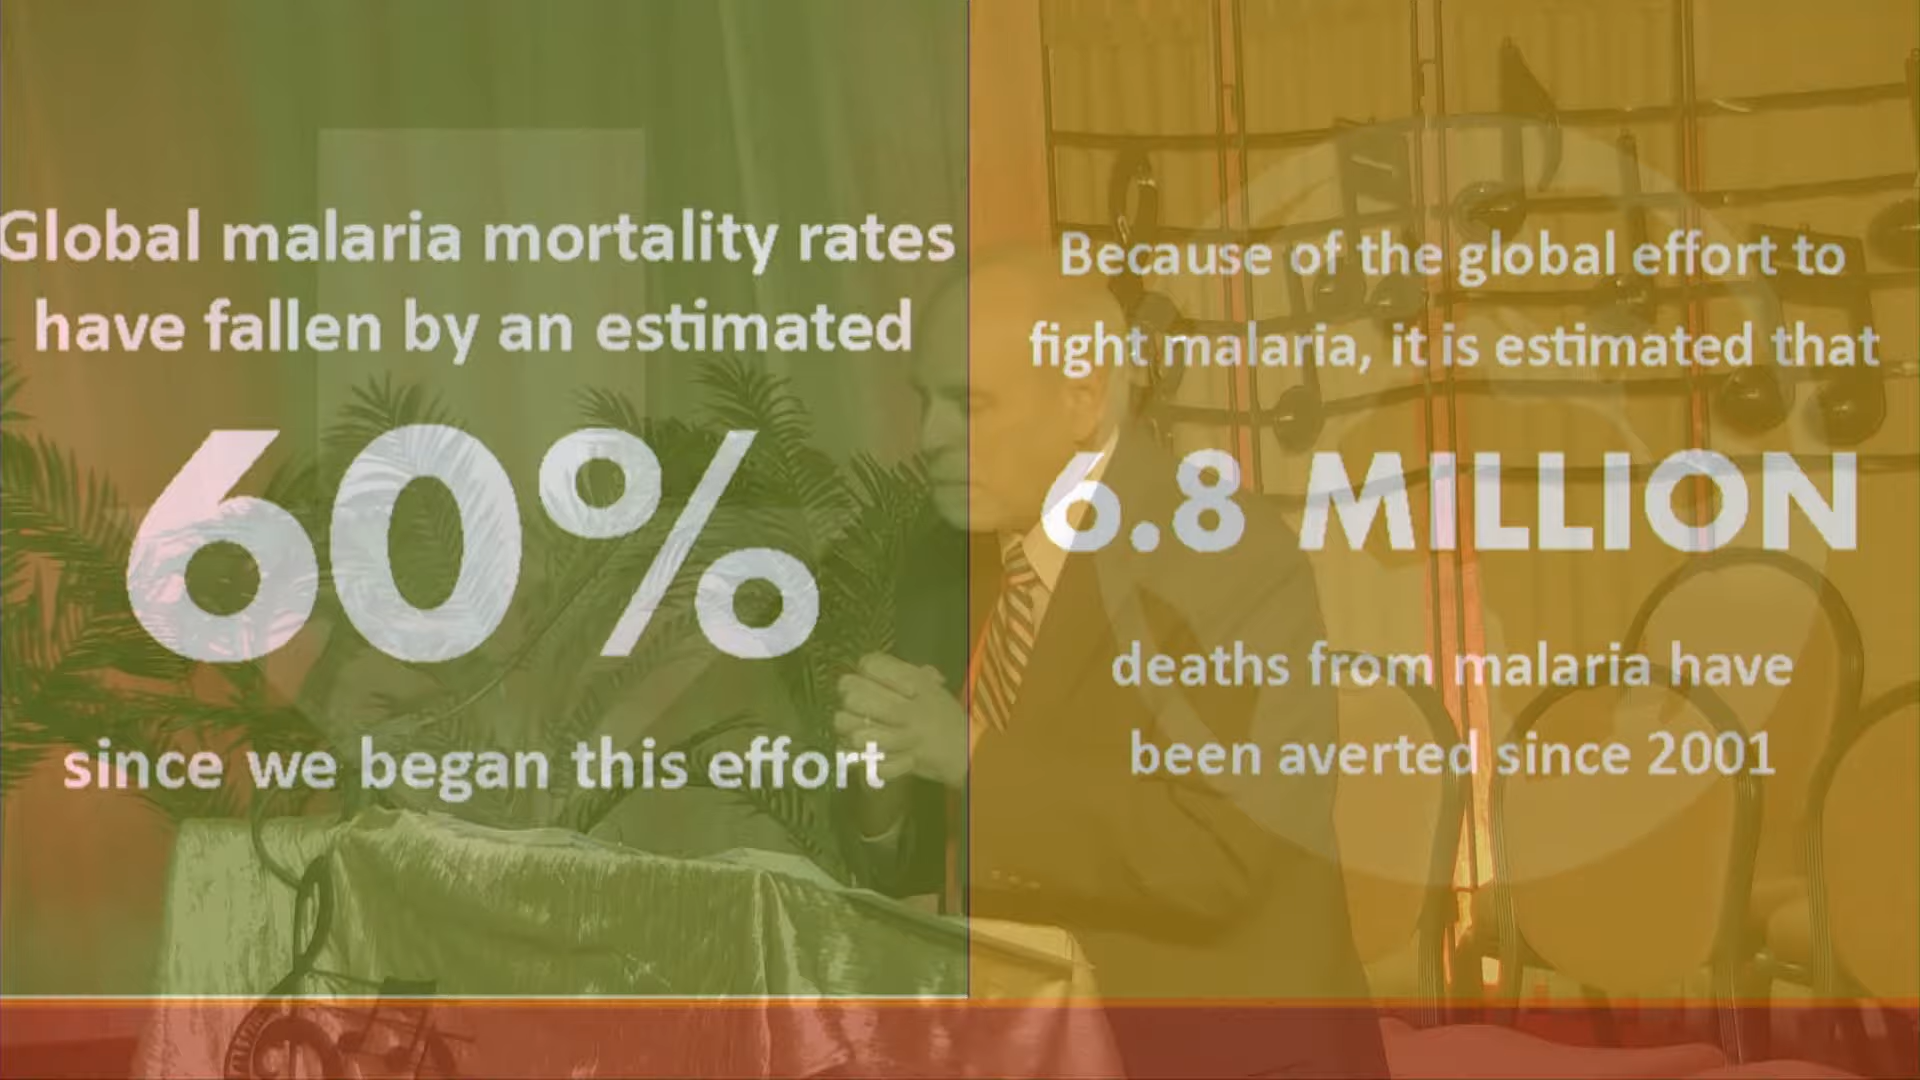 Global malaria mortality rates
have fallen by an estimated
60%
since we began this effort
Because of the global effort to
fight malaria, it is estimated that
6.8 MILLION
deaths from malaria have
been averted since 2001